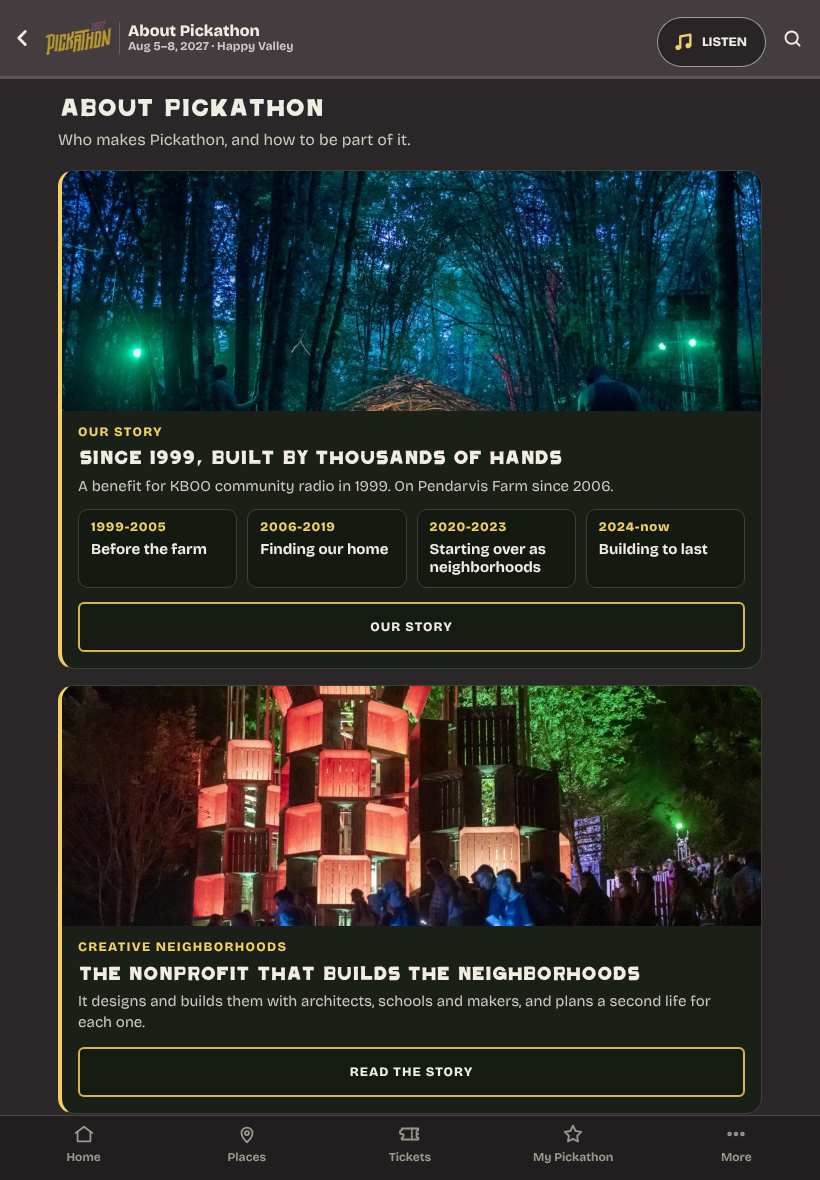 PICKATHON
About Pickathon
Aug 5–8, 2027 · Happy Valley
LISTEN
ABOUT PICKATHON
Who makes Pickathon, and how to be part of it.
OUR STORY
SINCE 1999, BUILT BY THOUSANDS OF HANDS
A benefit for KBOO community radio in 1999. On Pendarvis Farm since 2006.
1999-2005
Before the farm
2006-2019
Finding our home
2020-2023
Starting over as
neighborhoods
2024-now
Building to last
OUR STORY
CREATIVE NEIGHBORHOODS
THE NONPROFIT THAT BUILDS THE NEIGHBORHOODS
It designs and builds them with architects, schools and makers, and plans a second life for
each one.
READ THE STORY
Home
Places
Tickets
My Pickathon
More